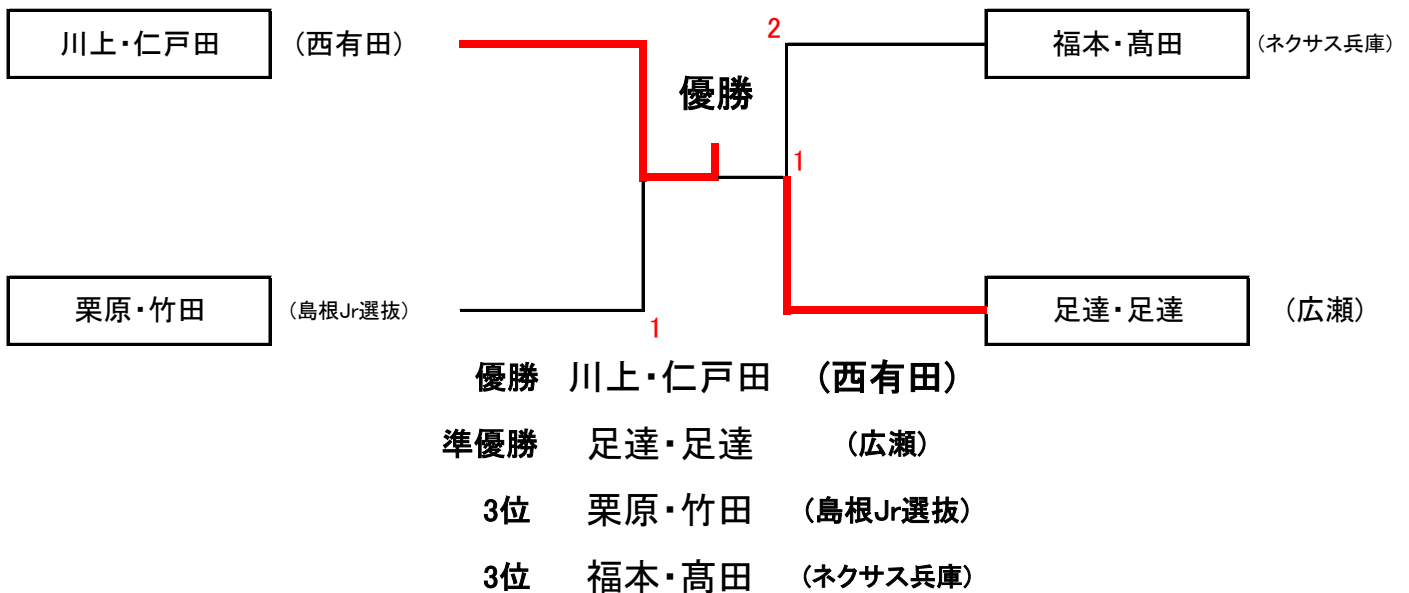 川上・仁戸田 (西有田) 2 福本・髙田 (ネクサス兵庫)
優勝
1
栗原・竹田 (島根Jr選抜) 足達・足達 (広瀬)
1
優勝 川上・仁戸田 (西有田)
準優勝 足達・足達 (広瀬)
3位 栗原・竹田 (島根Jr選抜)
3位 福本・髙田 (ネクサス兵庫)